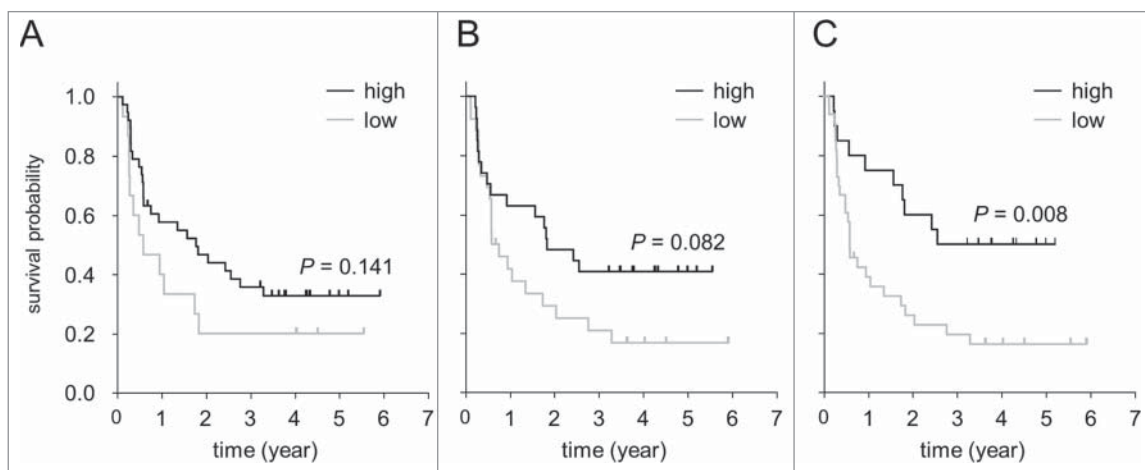 A
high
low
P = 0.141
survival probability
1.0
0.8
0.6
0.4
0.2
0.0
0 1 2 3 4 5 6 7
time (year)
B
high
low
P = 0.082
0 1 2 3 4 5 6 7
time (year)
C
high
low
P = 0.008
0 1 2 3 4 5 6 7
time (year)